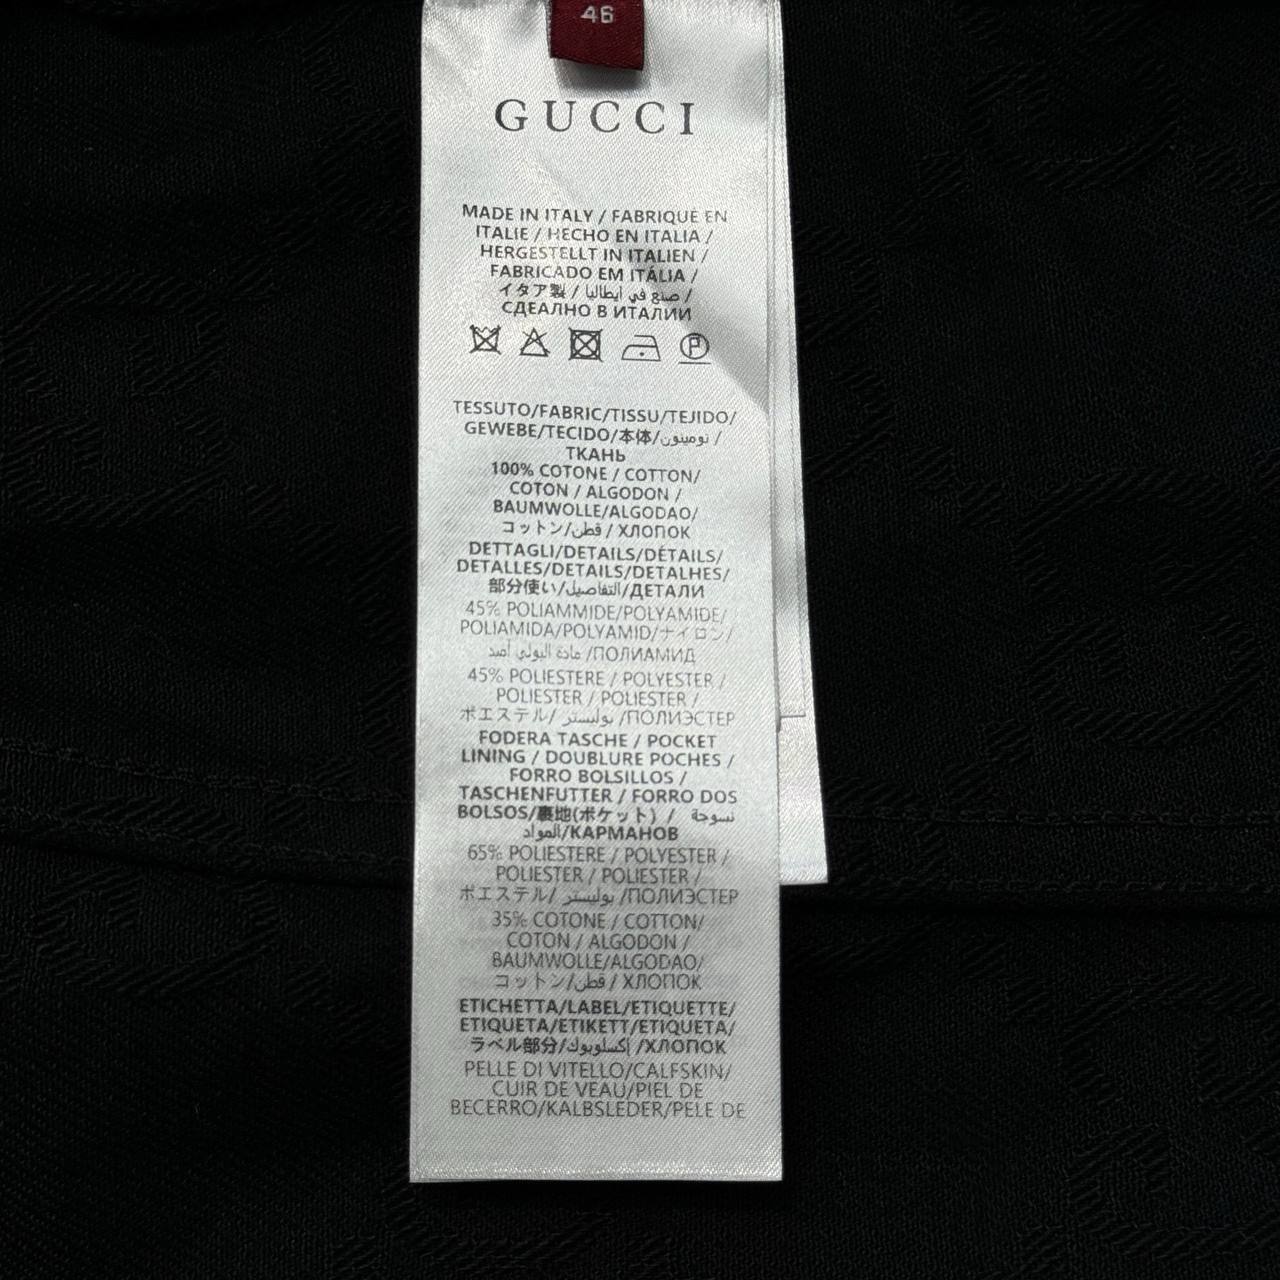 46
GUCCI
MADE IN ITALY / FABRIQUÉ EN
ITALIE / HECHO EN ITALIA /
HERGESTELLT IN ITALIEN /
FABRICADO EM ITÁLIA /
イタア製 / صنع في ايطاليا /
СДЕАЛНО В ИТАЛИИ
P
TESSUTO/FABRIC/TISSU/TEJIDO/
GEWEBE/TECIDO/本体/نومينون /
ТКАНЬ
100% COTONE / COTTON/
COTON / ALGODON /
BAUMWOLLE/ALGODAO/
コットン/قطن / ХЛОПОК
DETTAGLI/DETAILS/DÉTAILS/
DETALLES/DETAILS/DETALHES/
部分使い/التفاصيل/ДЕТАЛИ
45% POLIAMMIDE/POLYAMIDE/
POLIAMIDA/POLYAMID/ナイロン/
مادة البولي أميد /ПОЛИАМИД
45% POLIESTERE / POLYESTER /
POLIESTER / POLIESTER /
ポエステル/ بوليستر /ПОЛИЭСТЕР
FODERA TASCHE / POCKET
LINING / DOUBLURE POCHES /
FORRO BOLSILLOS /
TASCHENFUTTER / FORRO DOS
BOLSOS/裏地(ポケット) / نسوجة
المواد/КАРМАНОВ
65% POLIESTERE / POLYESTER /
POLIESTER / POLIESTER /
ポエステル/ بوليستر /ПОЛИЭСТЕР
35% COTONE / COTTON/
COTON / ALGODON /
BAUMWOLLE/ALGODAO/
コットン/قطن / ХЛОПОК
ETICHETTA/LABEL/ETIQUETTE/
ETIQUETA/ETIKETT/ETIQUETA/
ラベル部分/إكسلوبوك /ХЛОПОК
PELLE DI VITELLO/CALFSKIN/
CUIR DE VEAU/PIEL DE
BECERRO/KALBSLEDER/PELE DE